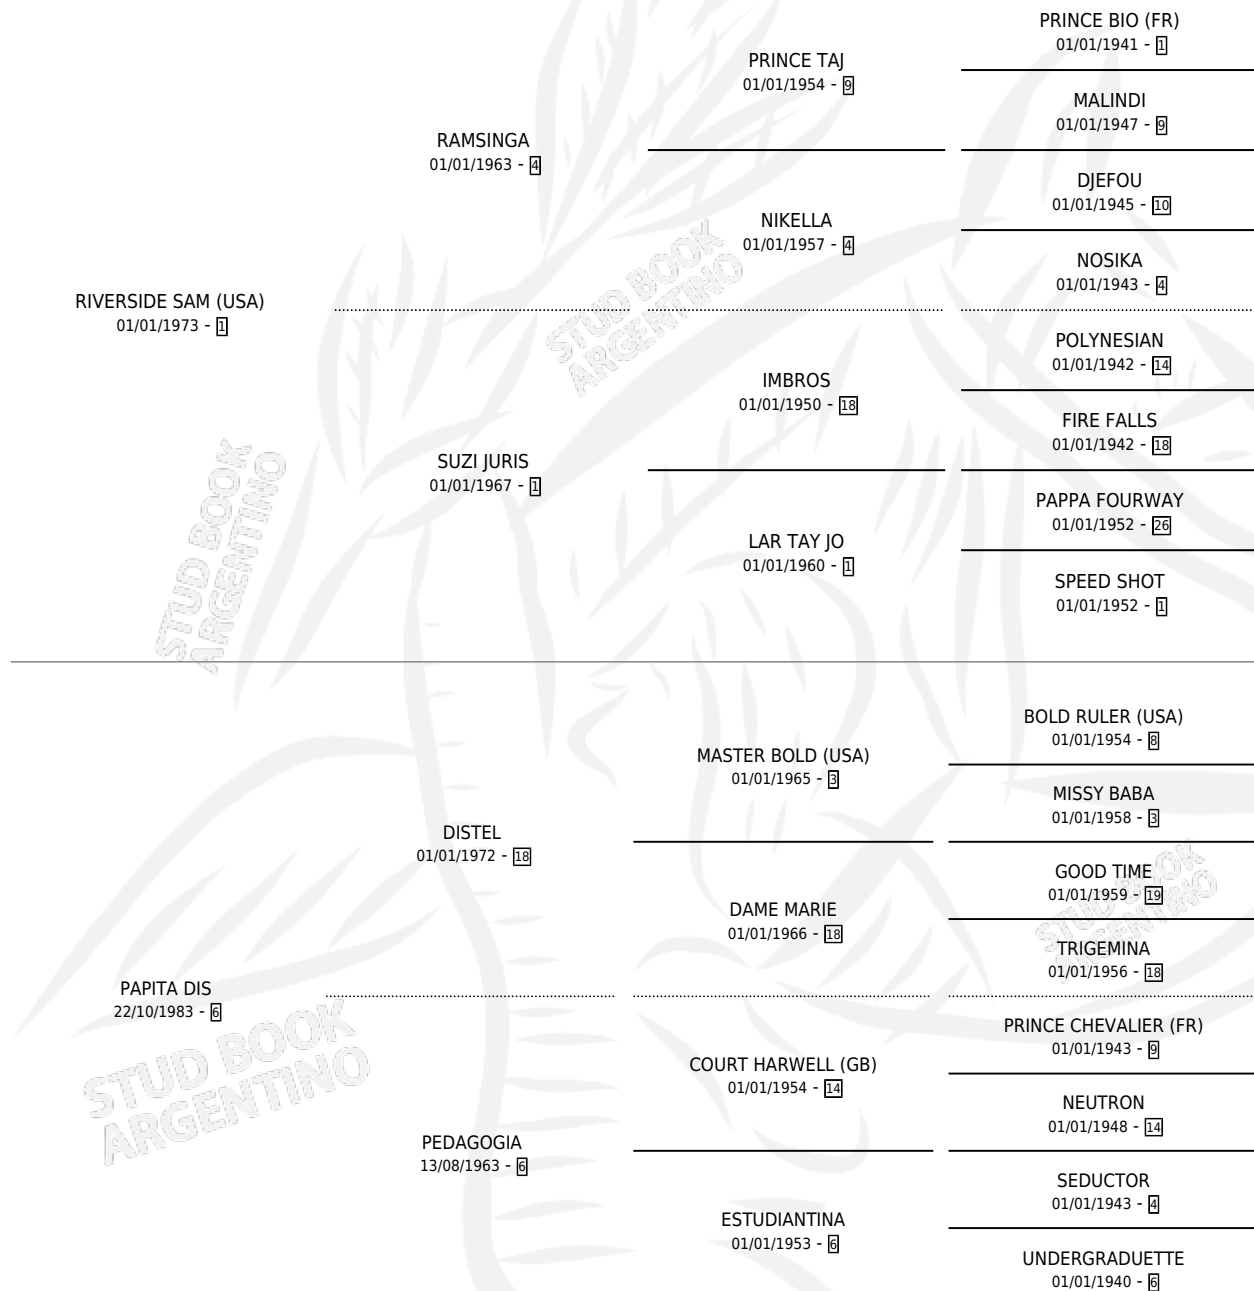 PRINCE BIO (FR)
01/01/1941 - 1
PRINCE TAJ
01/01/1954 - 9
MALINDI
01/01/1947 - 9
RAMSINGA
01/01/1963 - 4
DJEFOU
01/01/1945 - 10
NIKELLA
01/01/1957 - 4
NOSIKA
01/01/1943 - 4
RIVERSIDE SAM (USA)
01/01/1973 - 1
POLYNESIAN
01/01/1942 - 14
IMBROS
01/01/1950 - 18
FIRE FALLS
01/01/1942 - 18
SUZI JURIS
01/01/1967 - 1
PAPPA FOURWAY
01/01/1952 - 26
LAR TAY JO
01/01/1960 - 1
SPEED SHOT
01/01/1952 - 1
BOLD RULER (USA)
01/01/1954 - 8
MASTER BOLD (USA)
01/01/1965 - 3
MISSY BABA
01/01/1958 - 3
DISTEL
01/01/1972 - 18
GOOD TIME
01/01/1959 - 19
DAME MARIE
01/01/1966 - 18
TRIGEMINA
01/01/1956 - 18
PAPITA DIS
22/10/1983 - 6
PRINCE CHEVALIER (FR)
01/01/1943 - 9
COURT HARWELL (GB)
01/01/1954 - 14
NEUTRON
01/01/1948 - 14
PEDAGOGIA
13/08/1963 - 6
SEDUCTOR
01/01/1943 - 4
ESTUDIANTINA
01/01/1953 - 6
UNDERGRADUETTE
01/01/1940 - 6
STUD BOOK
ARGENTINO
STUD BOOK
ARGENTINO
STUD BOOK
ARGENTINO
STUD BOOK
ARGENTINO